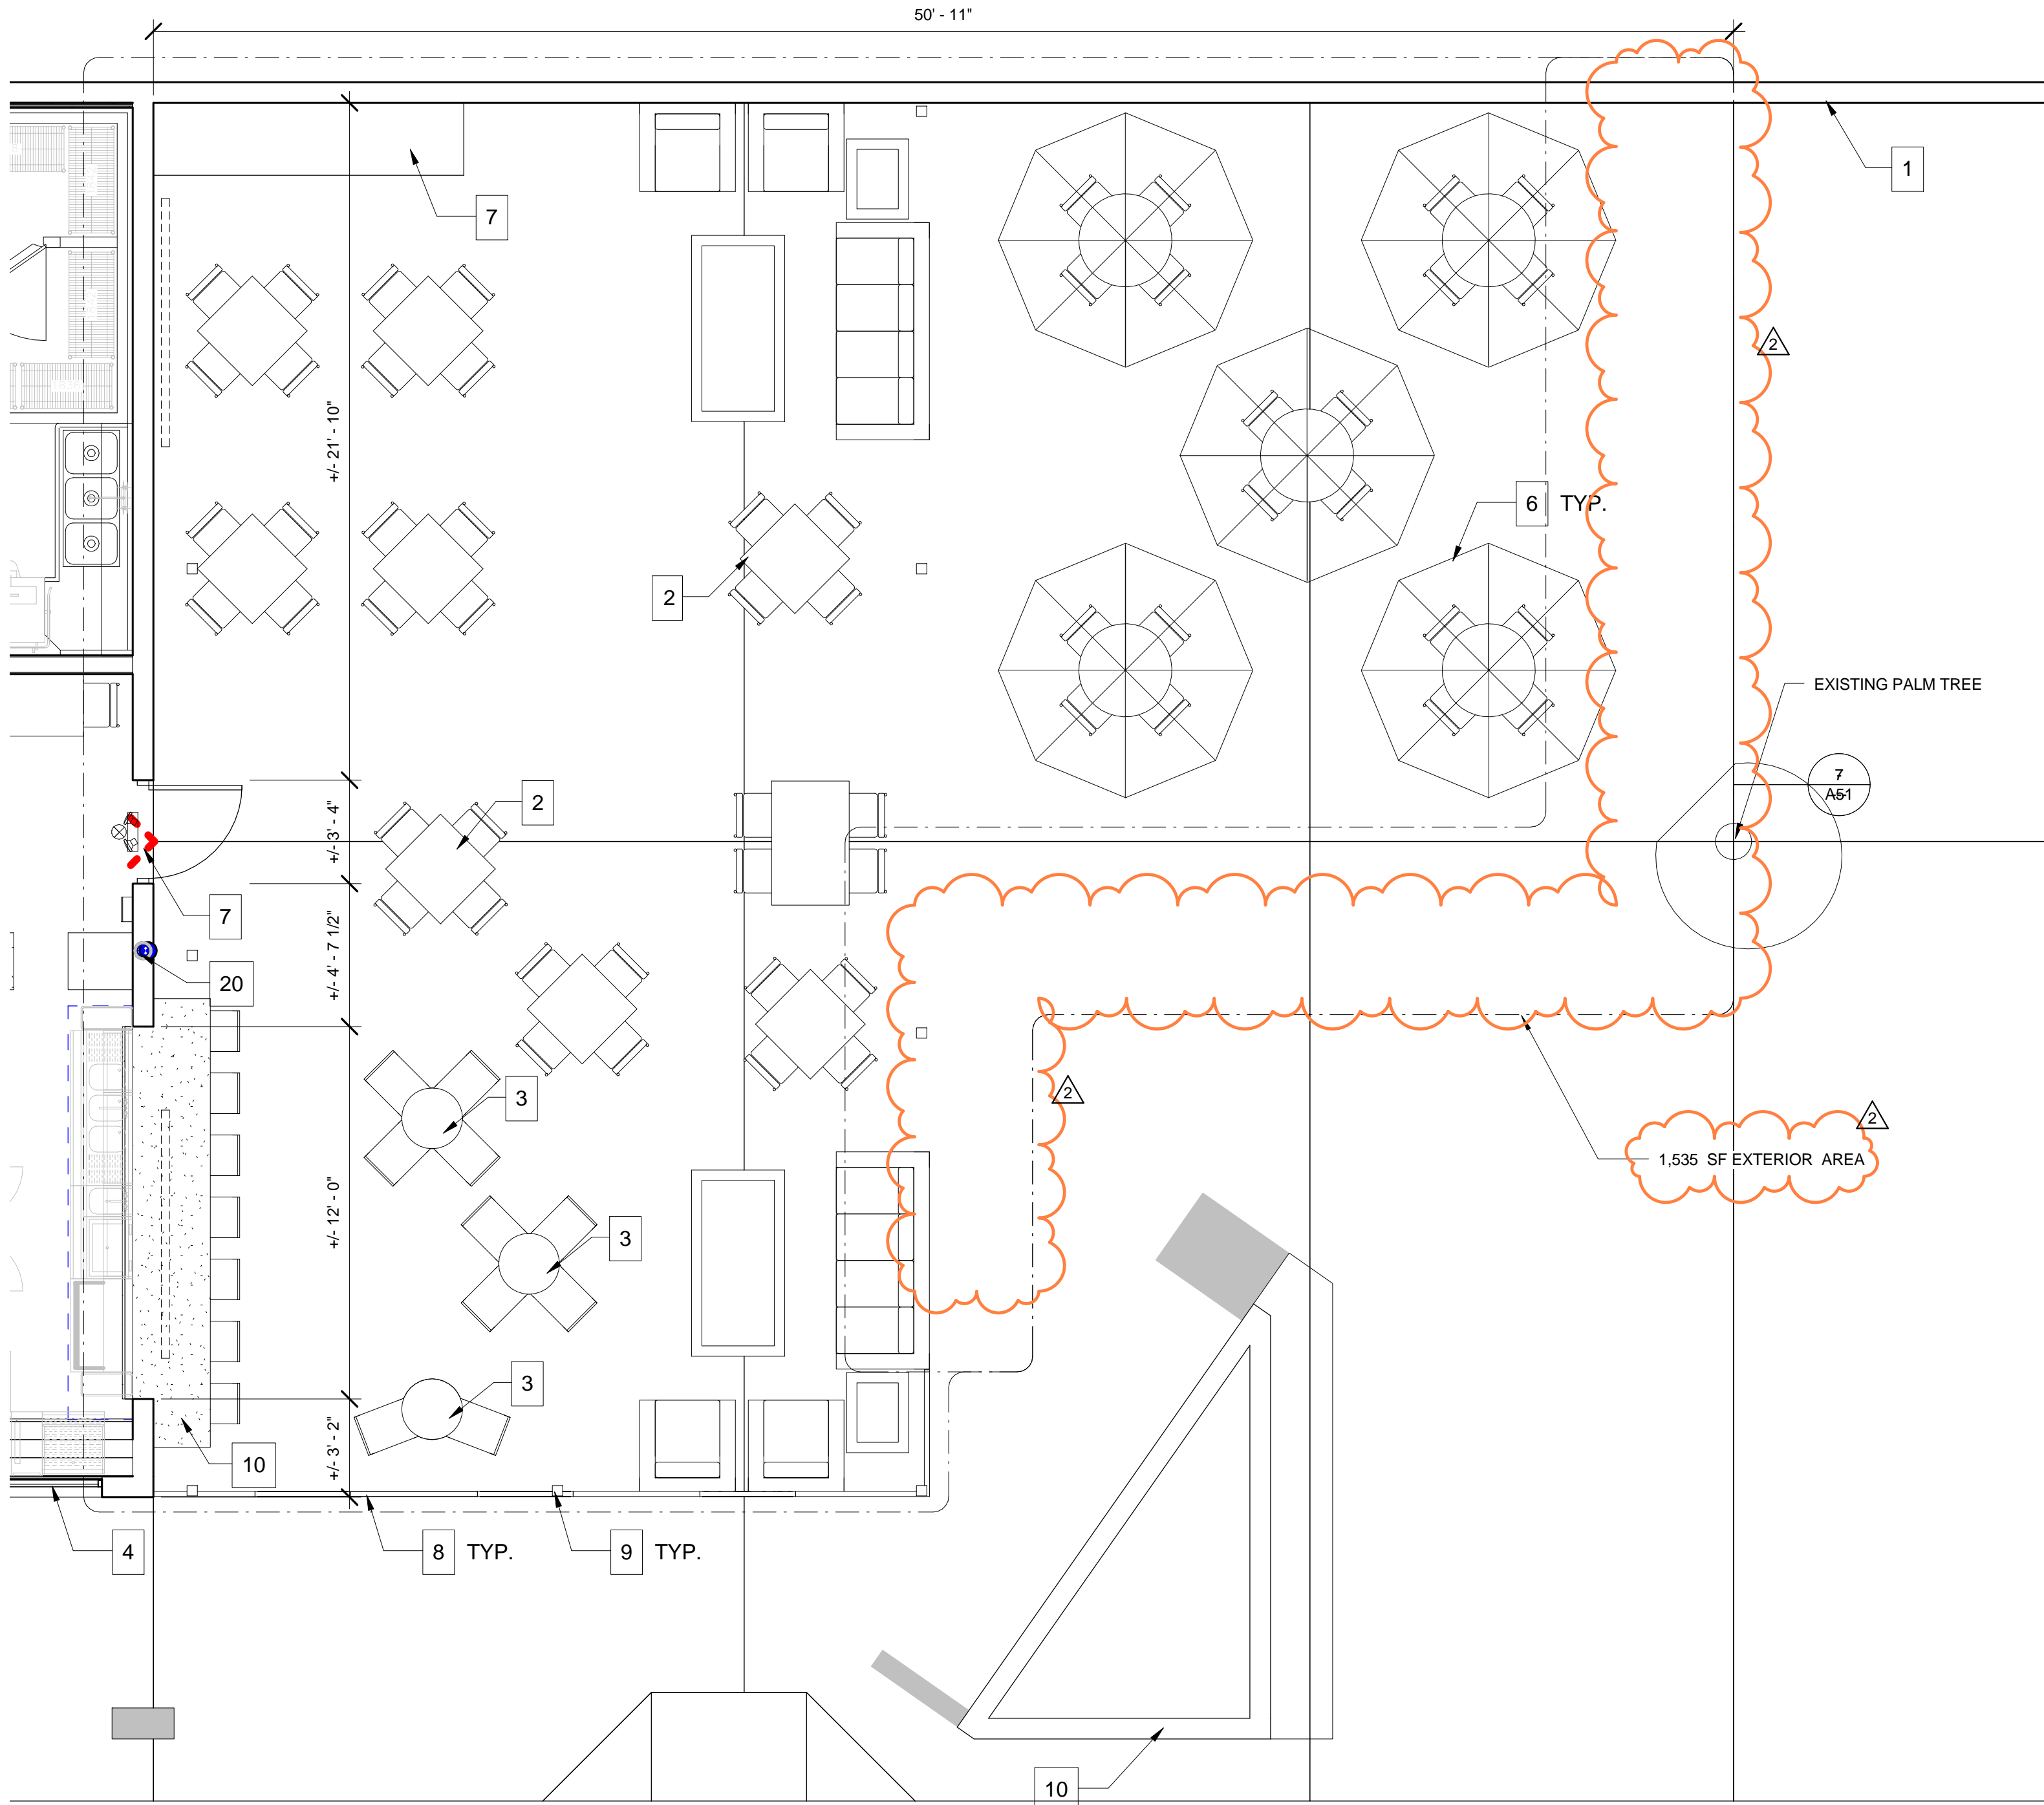 50' - 11"
1
7
+/- 21' - 10"
2
6 TYP.
2
EXISTING PALM TREE
7
A51
2
+/- 3' - 4"
7
+/- 4' - 7 1/2"
20
2
2
3
1,535 SF EXTERIOR AREA
+/- 12' - 0"
3
3
+/- 3' - 2"
10
4
8 TYP.
9 TYP.
10